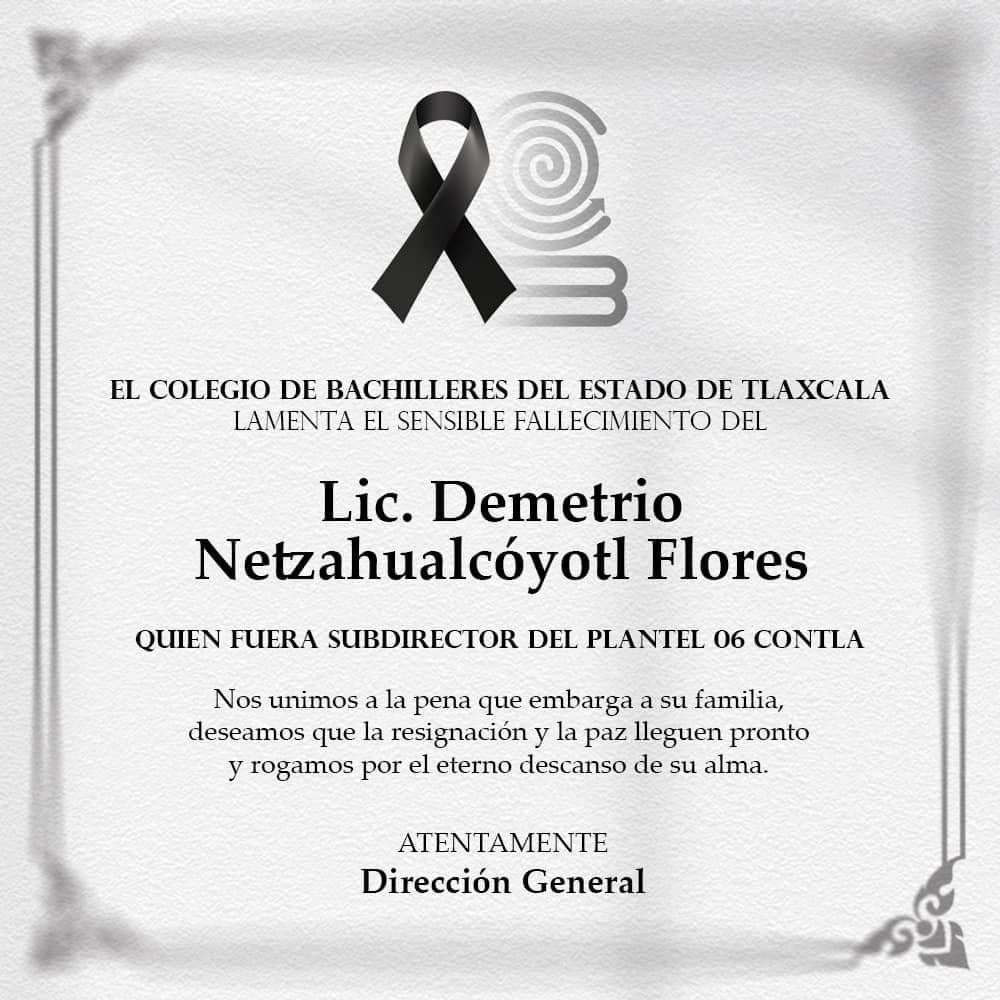 EL COLEGIO DE BACHILLERES DEL ESTADO DE TLAXCALA
LAMENTA EL SENSIBLE FALLECIMIENTO DEL
Lic. Demetrio
Netzahualcóyotl Flores
QUIEN FUERA SUBDIRECTOR DEL PLANTEL 06 CONTLA
Nos unimos a la pena que embarga a su familia,
deseamos que la resignación y la paz lleguen pronto
y rogamos por el eterno descanso de su alma.
ATENTAMENTE
Dirección General